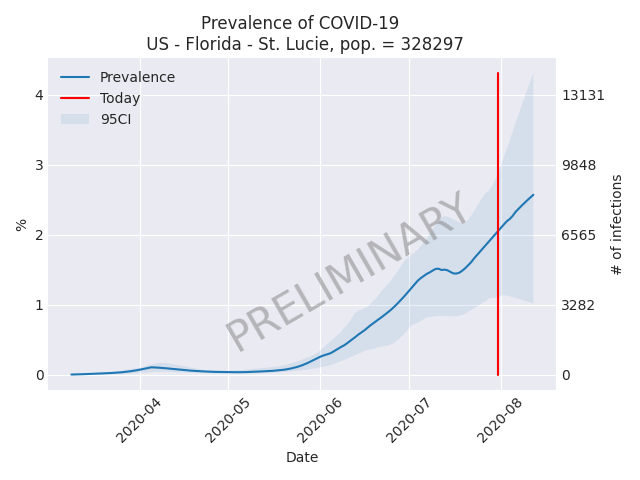 Prevalence of COVID-19
US - Florida - St. Lucie, pop. = 328297
Prevalence
Today
95CI
4
3
2
1
0
%
13131
9848
6565
3282
0
# of infections
PRELIMINARY
2020-04
2020-05
2020-06
2020-07
2020-08
Date